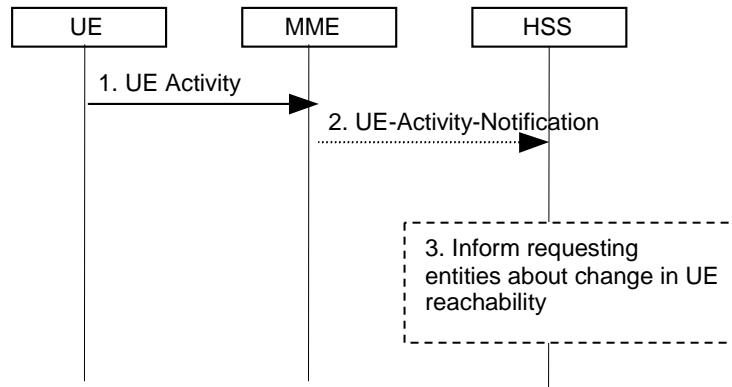 UE
MME
HSS
1. UE Activity
2. UE-Activity-Notification
3. Inform requesting
entities about change in UE
reachability